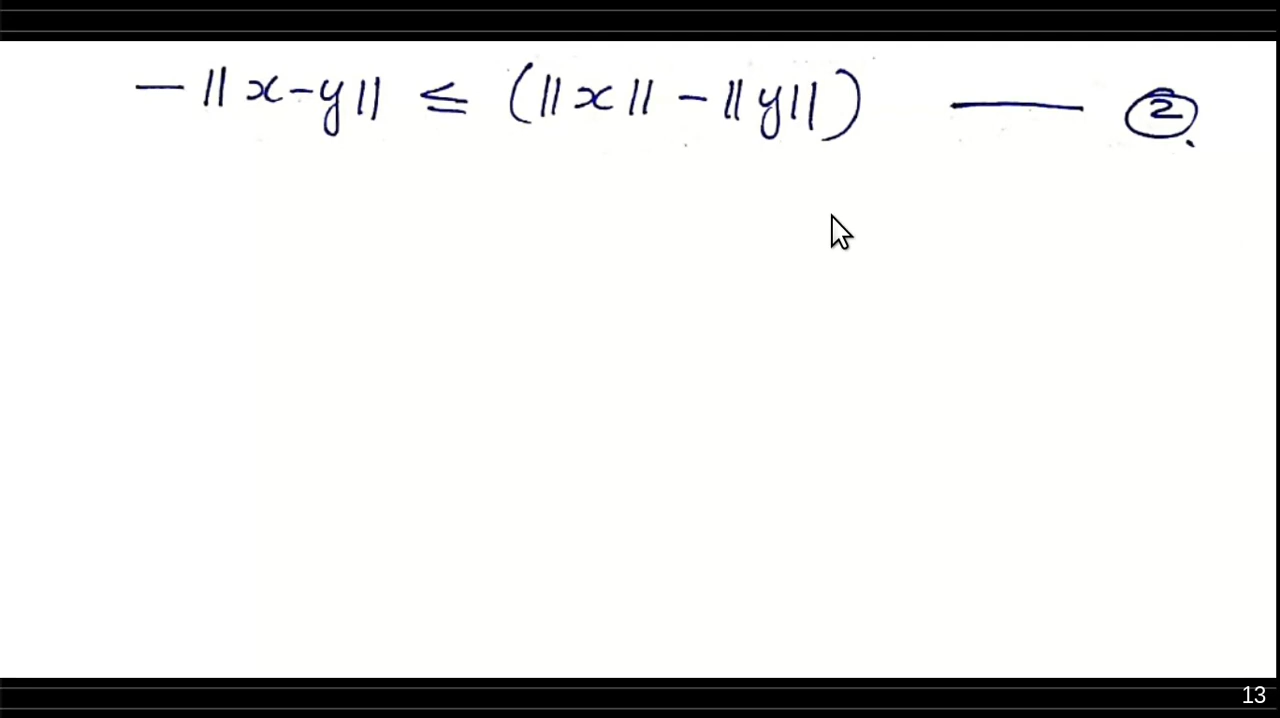 − ||x−y|| ≤ (||x|| − ||y||) —— ②.
13